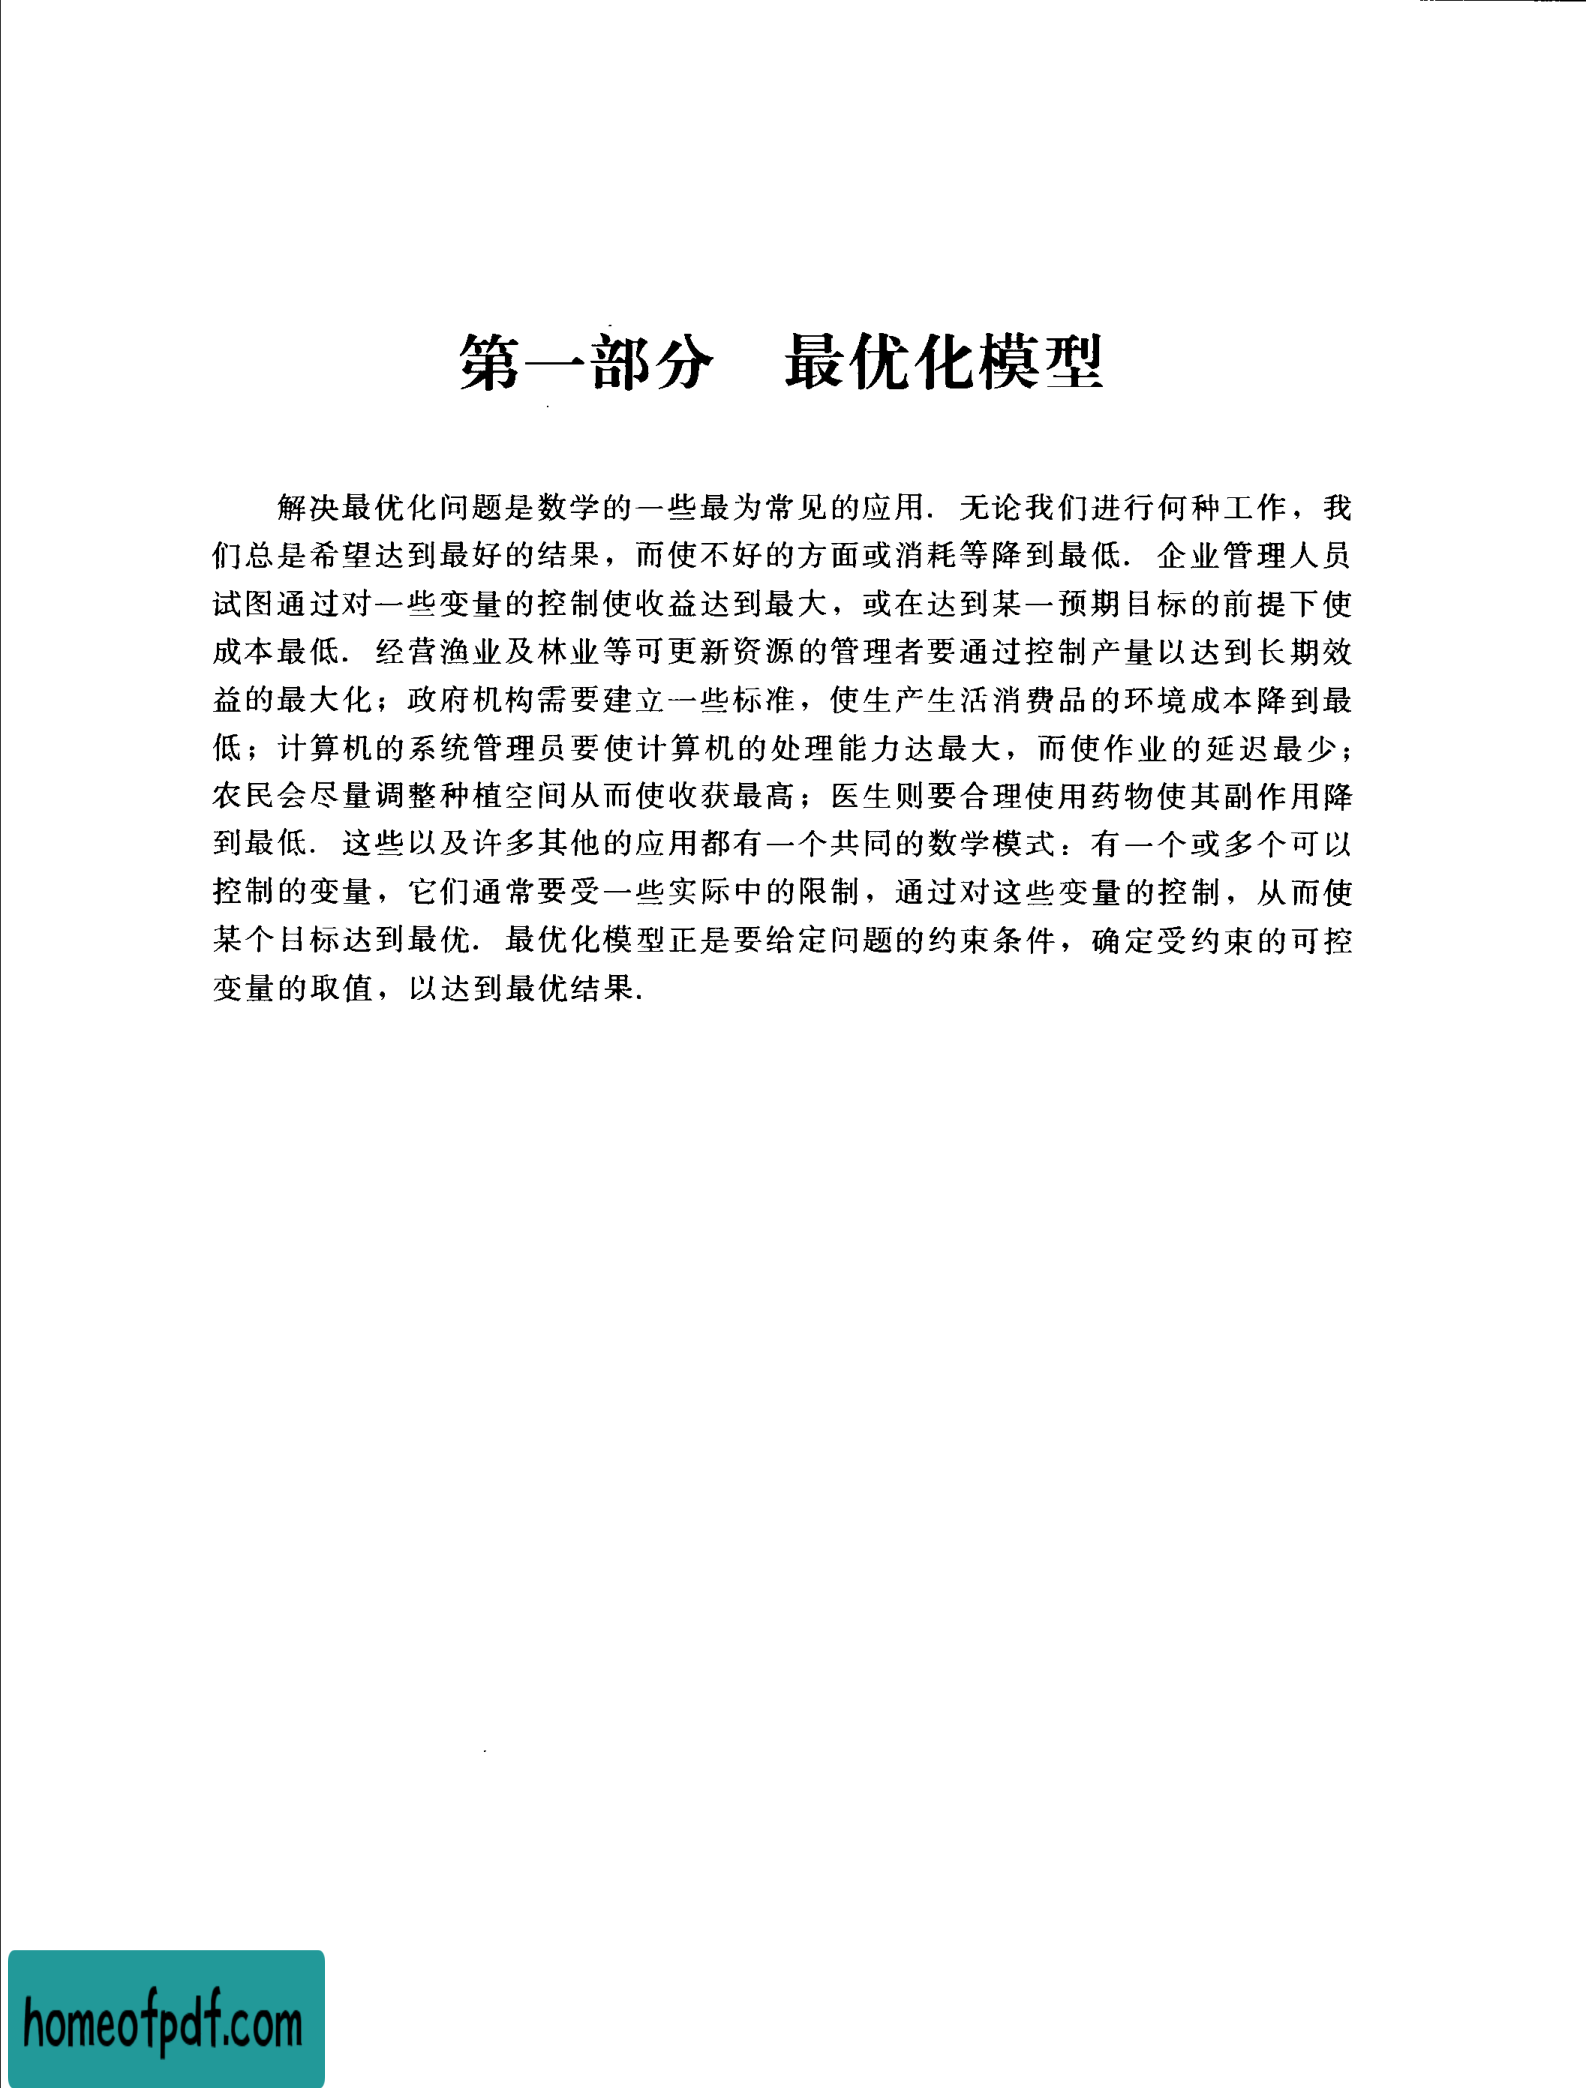 第一部分 最优化模型
解决最优化问题是数学的一些最为常见的应用．无论我们进行何种工作，我
们总是希望达到最好的结果，而使不好的方面或消耗等降到最低．企业管理人员
试图通过对一些变量的控制使收益达到最大，或在达到某一预期目标的前提下使
成本最低．经营渔业及林业等可更新资源的管理者要通过控制产量以达到长期效
益的最大化；政府机构需要建立一些标准，使生产生活消费品的环境成本降到最
低；计算机的系统管理员要使计算机的处理能力达最大，而使作业的延迟最少；
农民会尽量调整种植空间从而使收获最高；医生则要合理使用药物使其副作用降
到最低．这些以及许多其他的应用都有一个共同的数学模式：有一个或多个可以
控制的变量，它们通常要受一些实际中的限制，通过对这些变量的控制，从而使
某个目标达到最优．最优化模型正是要给定问题的约束条件，确定受约束的可控
变量的取值，以达到最优结果．
homeofpdf.com